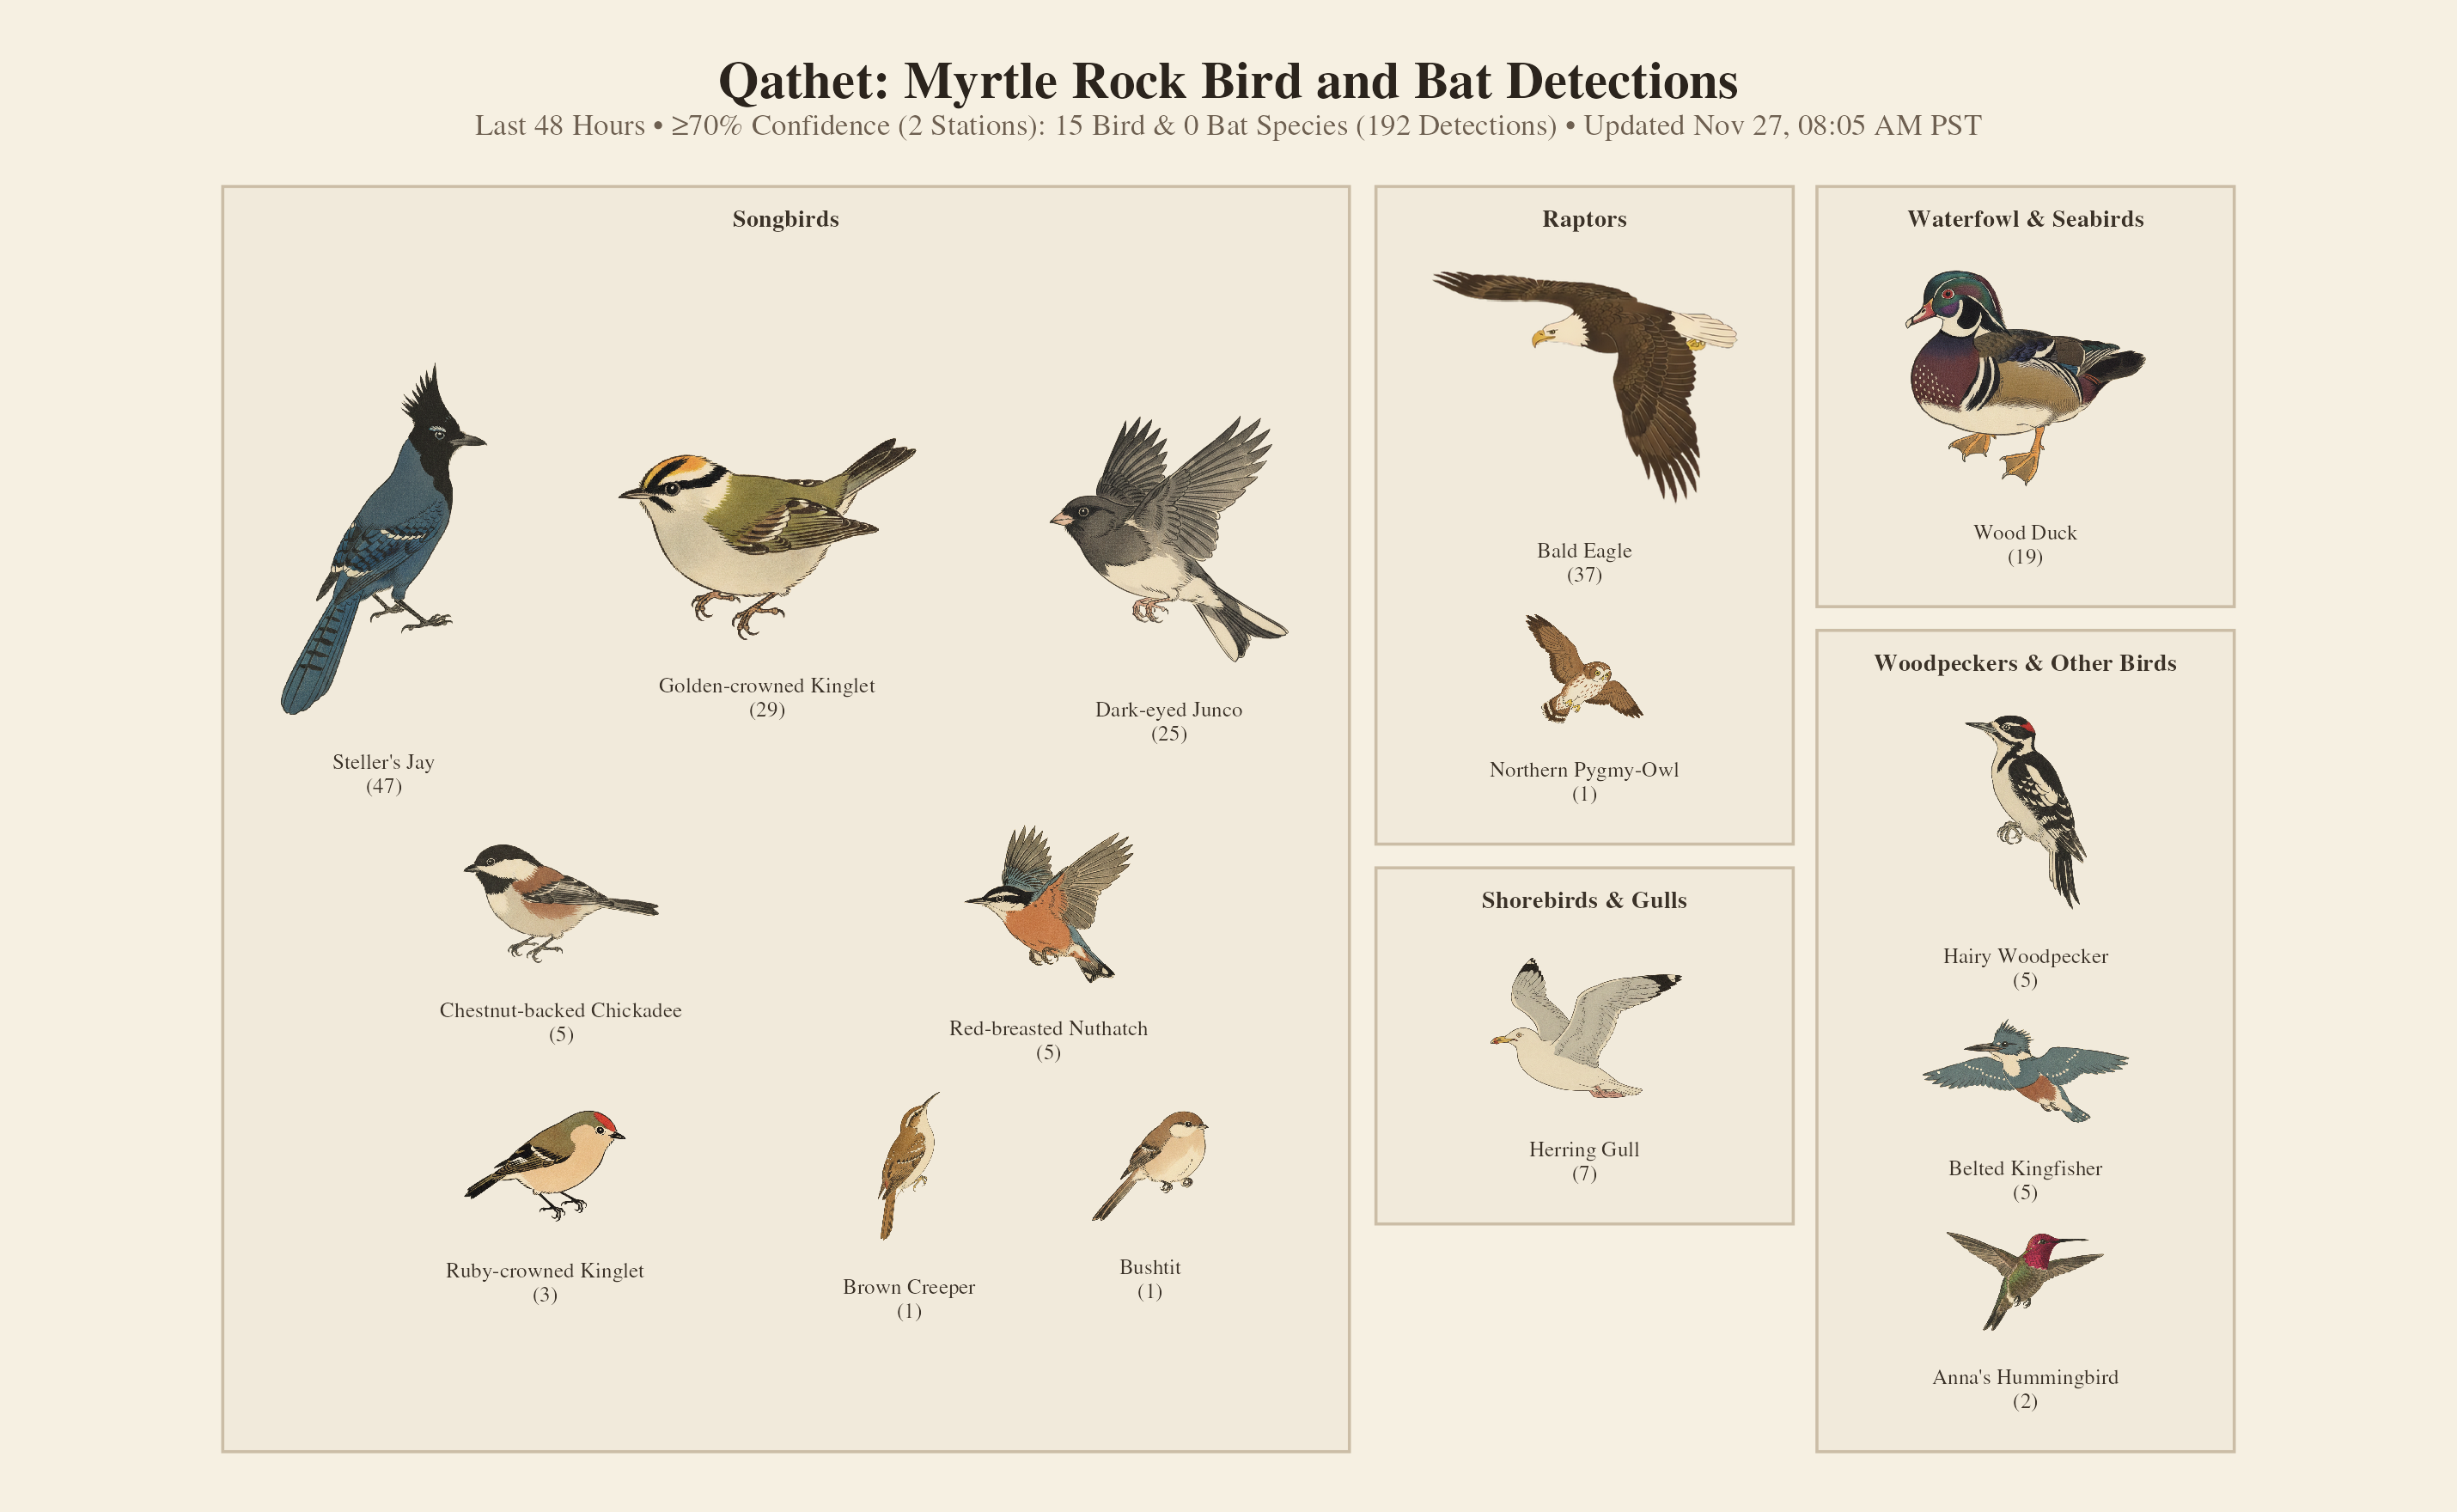 Qathet: Myrtle Rock Bird and Bat Detections
Last 48 Hours • ≥70% Confidence (2 Stations): 15 Bird & 0 Bat Species (192 Detections) • Updated Nov 27, 08:05 AM PST
Songbirds
Steller's Jay
(47)
Golden-crowned Kinglet
(29)
Dark-eyed Junco
(25)
Chestnut-backed Chickadee
(5)
Red-breasted Nuthatch
(5)
Ruby-crowned Kinglet
(3)
Brown Creeper
(1)
Bushtit
(1)
Raptors
Bald Eagle
(37)
Northern Pygmy-Owl
(1)
Shorebirds & Gulls
Herring Gull
(7)
Waterfowl & Seabirds
Wood Duck
(19)
Woodpeckers & Other Birds
Hairy Woodpecker
(5)
Belted Kingfisher
(5)
Anna's Hummingbird
(2)